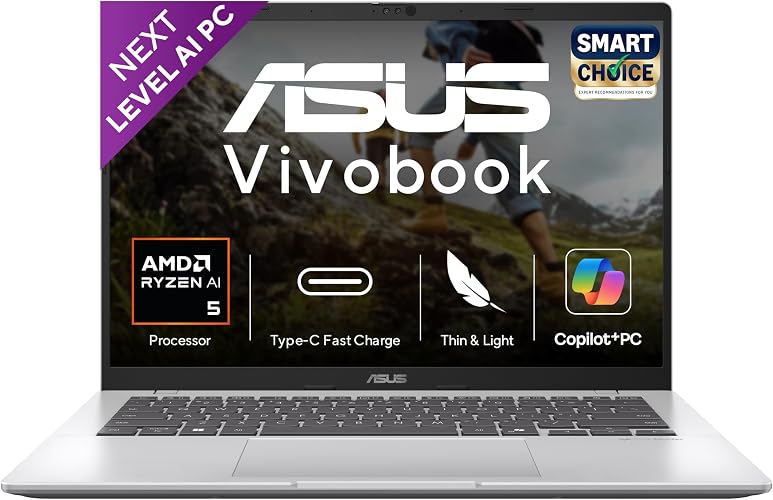 NEXT
LEVEL AI PC
SMART
CHOICE
EXPERT RECOMMENDATIONS FOR YOU
ASUS
Vivobook
AMD
RYZEN AI
5
Processor
Type-C Fast Charge
Thin & Light
Copilot+PC
ASUS